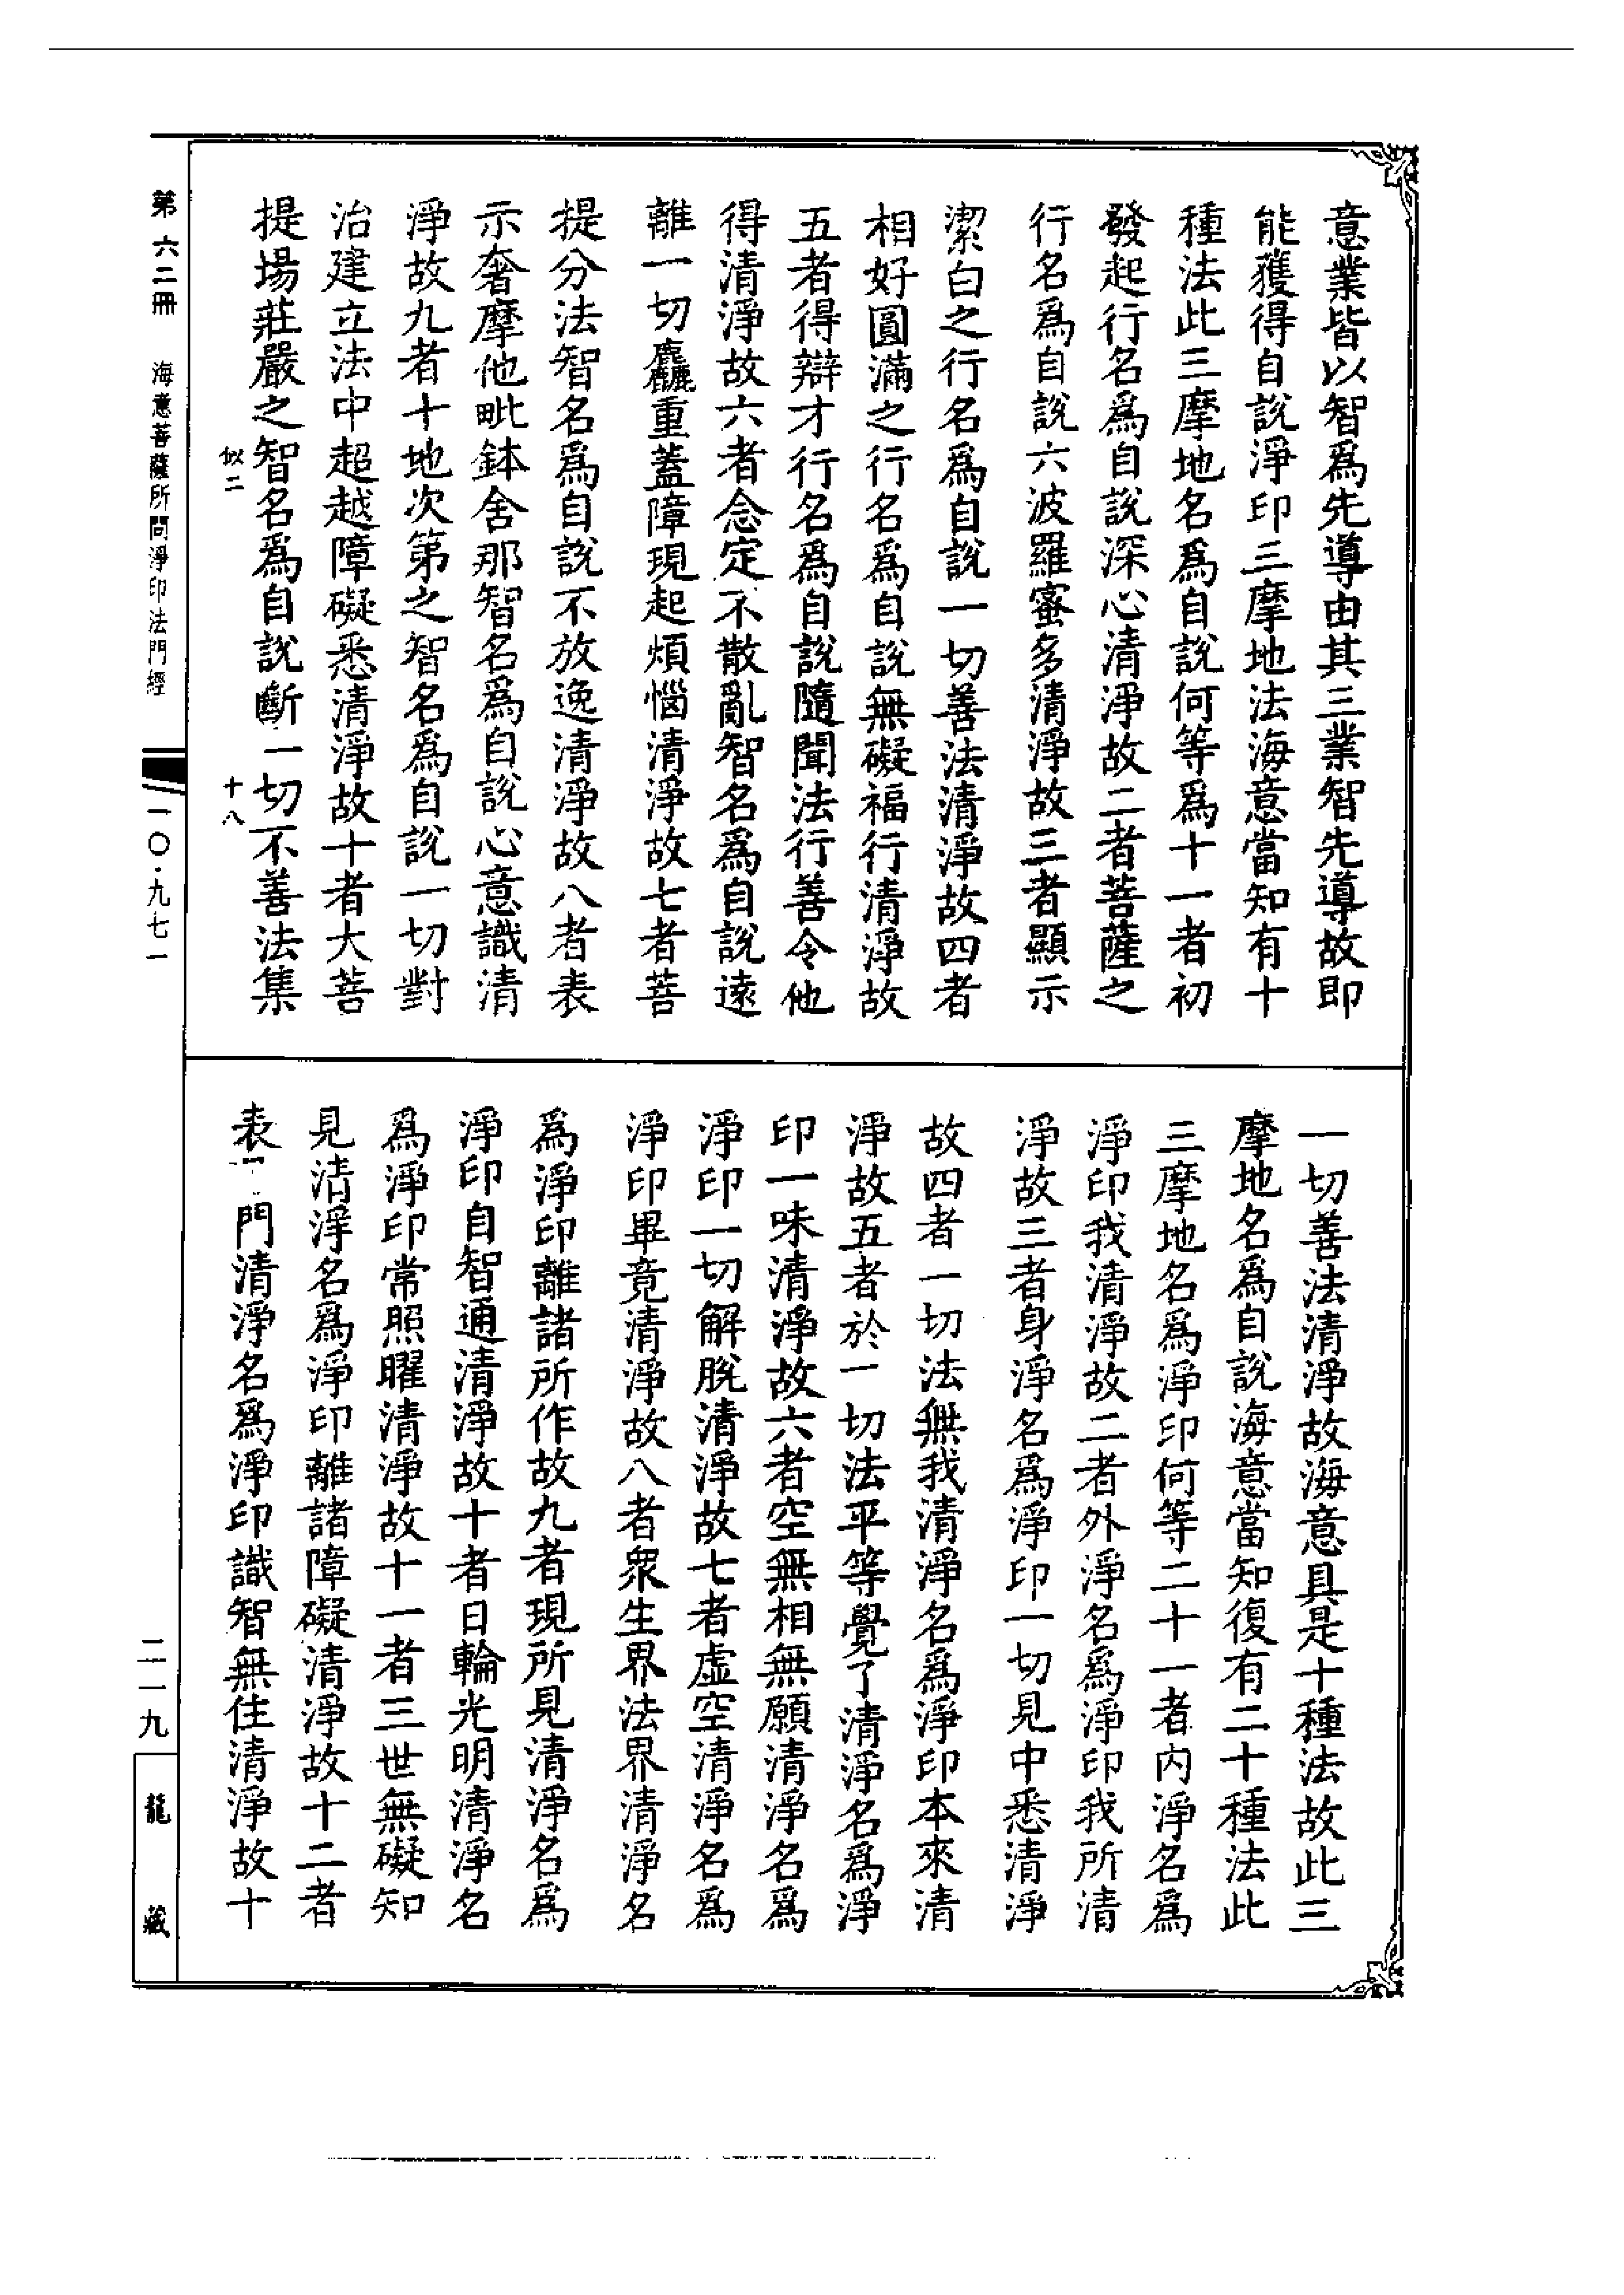 意業皆以智爲先導由其三業智先導故即
能獲得自說淨印三摩地法海意當知有十
種法此三摩地名爲自說何等爲十一者初
發起行名爲自說深心清淨故二者菩薩之
行名爲自說六波羅蜜多清淨故三者顯示
潔白之行名爲自說一切善法清淨故四者
相好圓滿之行名爲自說無礙福行清淨故
五者得辯才行名爲自說隨聞法行善令他
得清淨故六者念定不散亂智名爲自說遠
離一切麤重蓋障現起煩惱清淨故七者菩
提分法智名爲自說不放逸清淨故八者表
示奢摩他毗鉢舍那智名爲自說心意識清
淨故九者十地次第之智名爲自說一切對
治建立法中超越障礙悉清淨故十者大菩
提場莊嚴之智名爲自說斷一切不善法集
似二 十八
一切善法清淨故海意具是十種法故此三
摩地名爲自說海意當知復有二十種法此
三摩地名爲淨印何等二十一者內淨名爲
淨印我清淨故二者外淨名爲淨印我所清
淨故三者身淨名爲淨印一切見中悉清淨
故四者一切法無我清淨名爲淨印本來清
淨故五者於一切法平等覺了清淨名爲淨
印一味清淨故六者空無相無願清淨名爲
淨印一切解脫清淨故七者虛空清淨名爲
淨印畢竟清淨故八者眾生界法界清淨名
爲淨印離諸所作故九者現所見清淨名爲
淨印自智通清淨故十者日輪光明清淨名
爲淨印常照曜清淨故十一者三世無礙知
見清淨名爲淨印離諸障礙清淨故十二者
表門清淨名爲淨印識智無住清淨故十
第六二冊 海意菩薩所問淨印法門經
一〇·九七一
二一九
龍藏